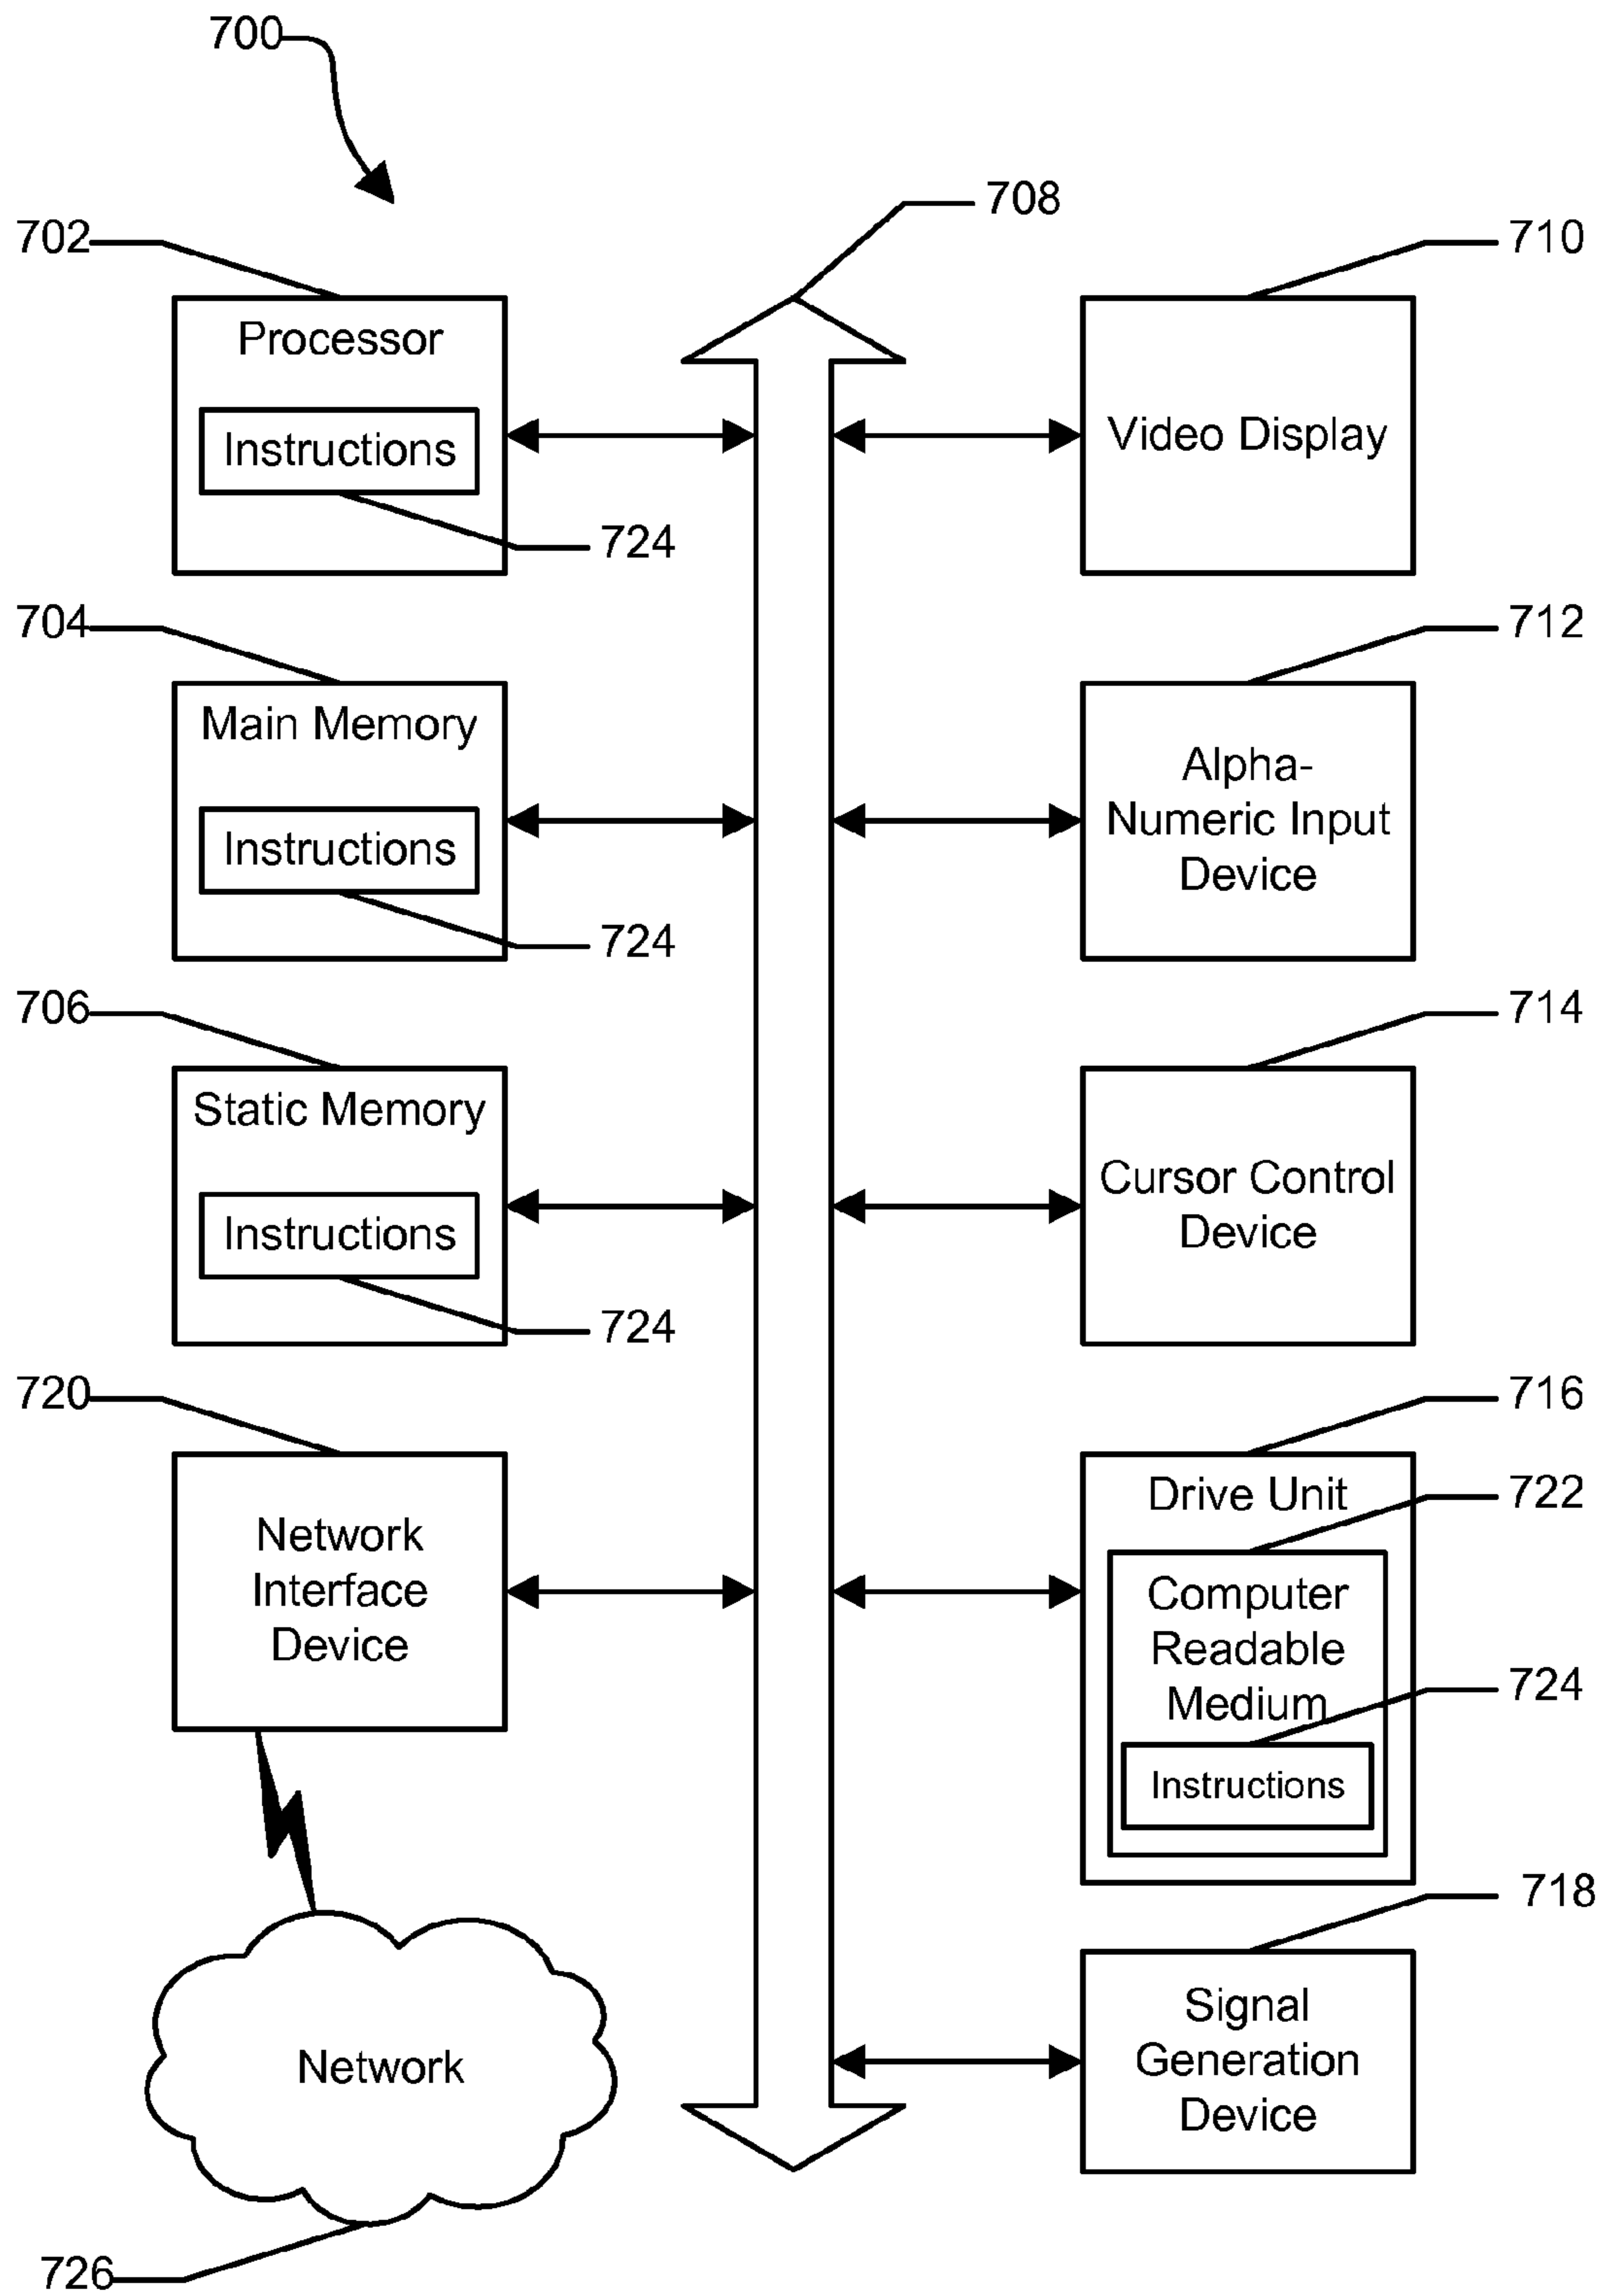 700
708
702
710
Processor
Instructions
Video Display
724
704
712
Main Memory
Instructions
Alpha-
Numeric Input
Device
724
706
714
Static Memory
Instructions
Cursor Control
Device
724
720
716
Network
Interface
Device
Drive Unit
722
Computer
Readable
Medium
724
Instructions
718
Network
Signal
Generation
Device
726